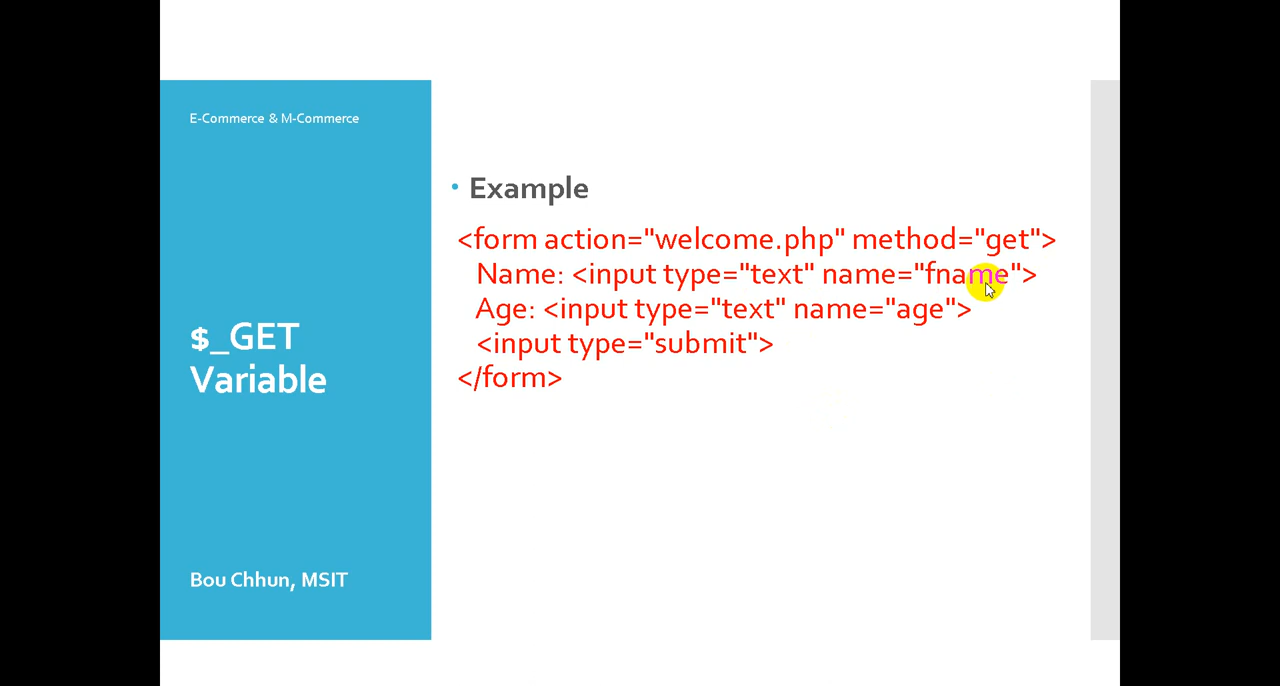 E-Commerce & M-Commerce
$_GET
Variable
Bou Chhun, MSIT
• Example
<form action="welcome.php" method="get">
Name: <input type="text" name="fname">
Age: <input type="text" name="age">
<input type="submit">
</form>